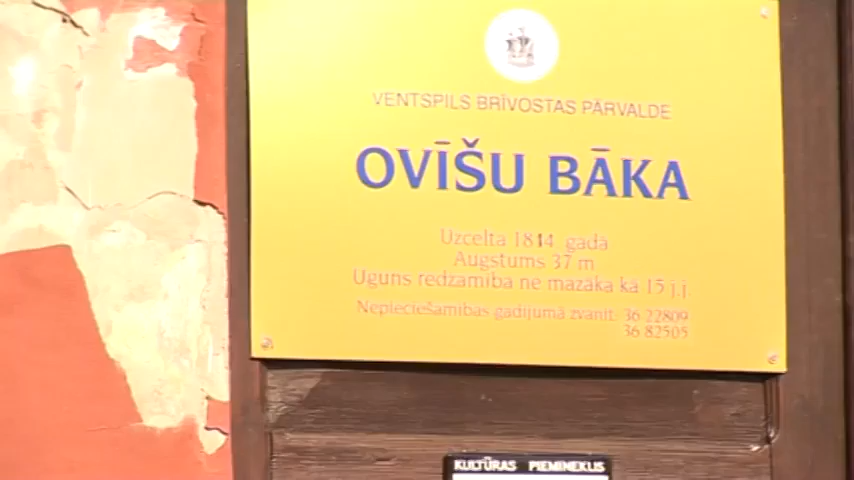 VENTSPILS BRĪVOSTAS PĀRVALDE
OVĪŠU BĀKA
Uzcelta 1814. gadā
Augstums 37 m
Uguns redzamība ne mazāka kā 15 j.j.
Nepieciešamības gadījumā zvanīt: 36 22809
36 82505
KULTŪRAS PIEMINEKLIS